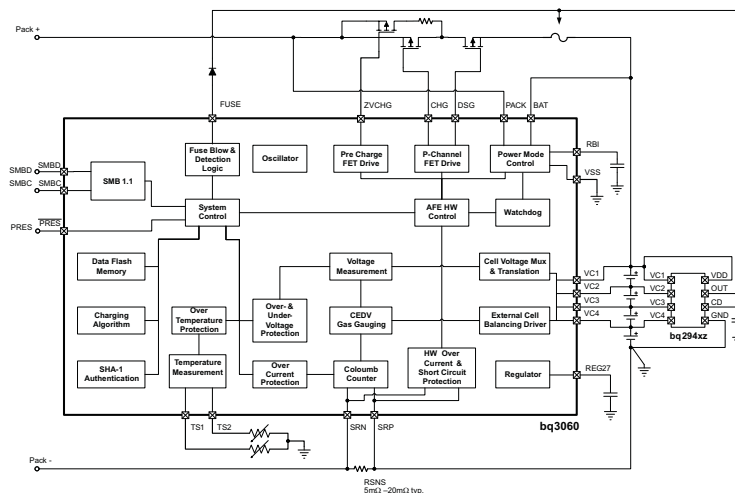 Pack +
FUSE
ZVCHG
CHG
DSG
PACK
BAT
SMBD
SMBD
SMBC
SMBC
PRES
PRES
SMB 1.1
Fuse Blow &
Detection
Logic
Oscillator
Pre Charge
FET Drive
P-Channel
FET Drive
Power Mode
Control
RBI
VSS
System
Control
AFE HW
Control
Watchdog
Data Flash
Memory
Voltage
Measurement
Cell Voltage Mux
& Translation
VC1
VC2
VC3
VC4
VC1
VC2
VC3
VC4
VDD
OUT
CD
GND
bq294xz
Charging
Algorithm
Over
Temperature
Protection
Over- &
Under-
Voltage
Protection
CEDV
Gas Gauging
External Cell
Balancing Driver
SHA-1
Authentication
Temperature
Measurement
Over
Current
Protection
Coloumb
Counter
HW Over
Current &
Short Circuit
Protection
Regulator
REG27
bq3060
TS1
TS2
SRN
SRP
Pack -
RSNS
5mΩ –20mΩ typ.